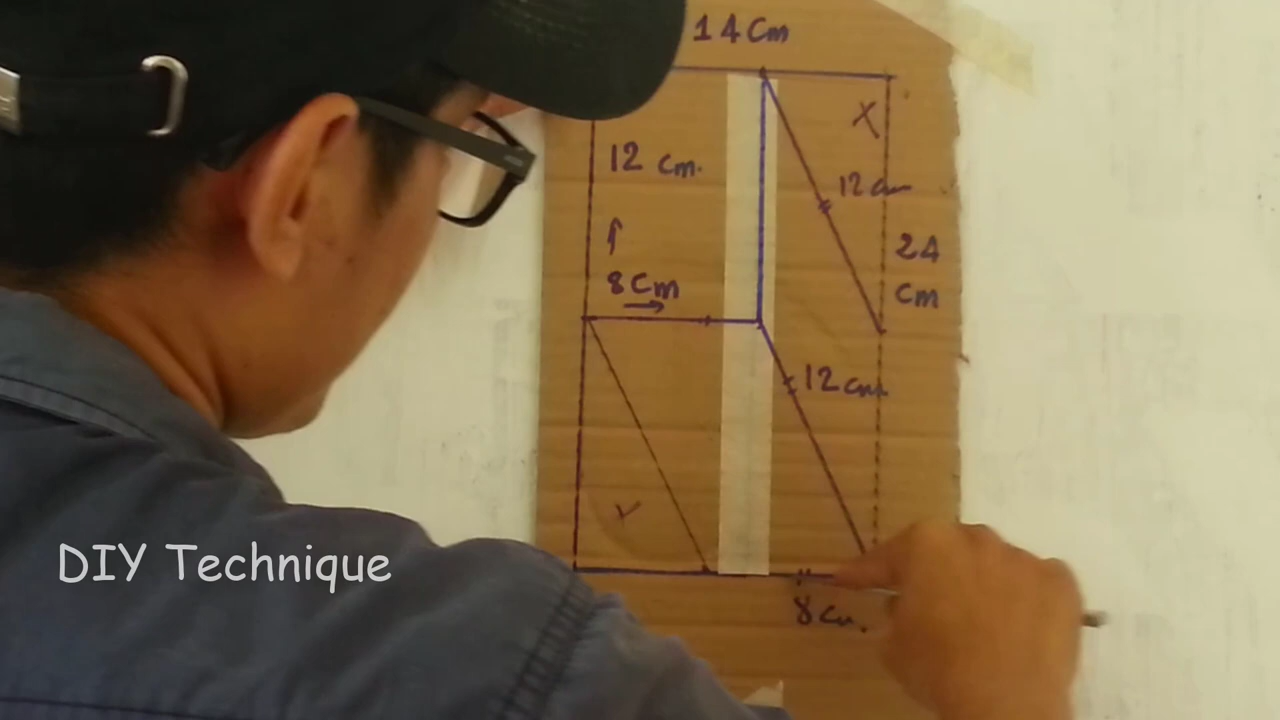 14 Cm
12 cm.
X
12 cm
↑
24
cm
8 Cm
→
12 cm
X
DIY Technique
8 cm.